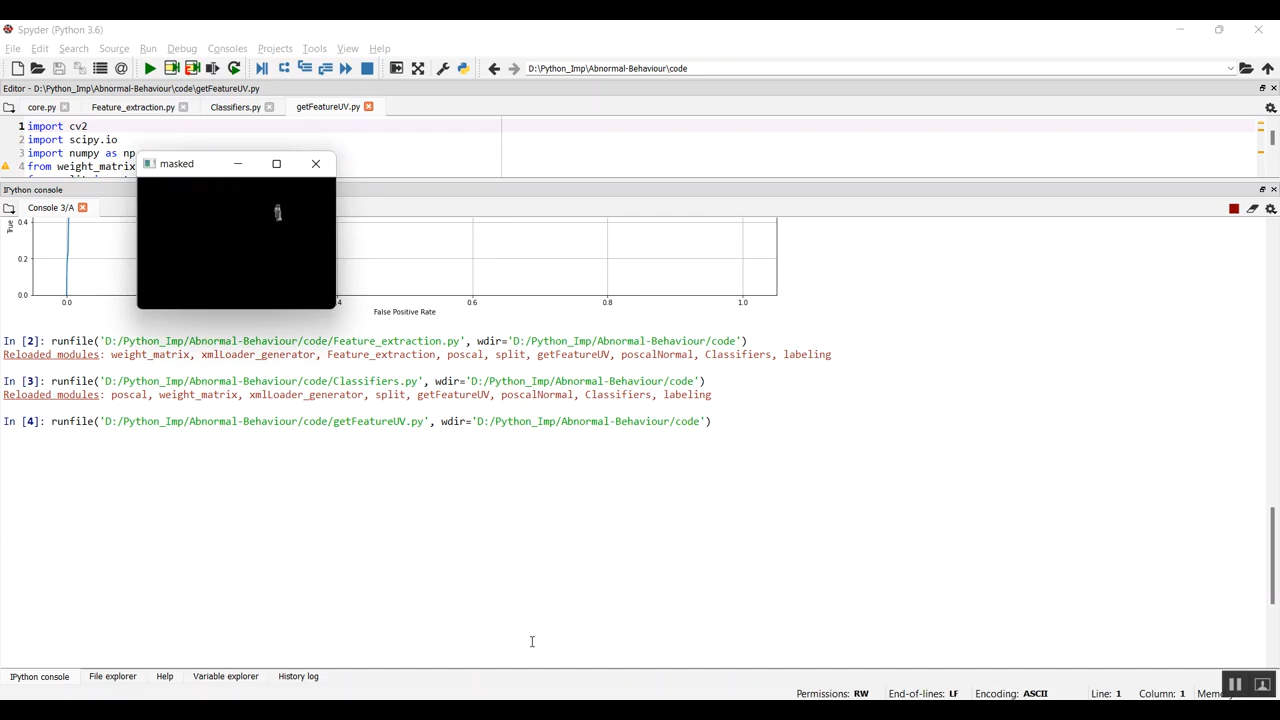 Spyder (Python 3.6)
File Edit Search Source Run Debug Consoles Projects Tools View Help
D:\Python_Imp\Abnormal-Behaviour\code
Editor - D:\Python_Imp\Abnormal-Behaviour\code\getFeatureUV.py
core.py Feature_extraction.py Classifiers.py getFeatureUV.py
1 import cv2
2 import scipy.io
3 import numpy as np
4 from weight_matrix
masked
IPython console
Console 3/A
True
0.4
0.2
0.0
0.0 4 0.6 0.8 1.0
False Positive Rate
In [2]: runfile('D:/Python_Imp/Abnormal-Behaviour/code/Feature_extraction.py', wdir='D:/Python_Imp/Abnormal-Behaviour/code')
Reloaded modules: weight_matrix, xmlLoader_generator, Feature_extraction, poscal, split, getFeatureUV, poscalNormal, Classifiers, labeling
In [3]: runfile('D:/Python_Imp/Abnormal-Behaviour/code/Classifiers.py', wdir='D:/Python_Imp/Abnormal-Behaviour/code')
Reloaded modules: poscal, weight_matrix, xmlLoader_generator, split, getFeatureUV, poscalNormal, Classifiers, labeling
In [4]: runfile('D:/Python_Imp/Abnormal-Behaviour/code/getFeatureUV.py', wdir='D:/Python_Imp/Abnormal-Behaviour/code')
IPython console File explorer Help Variable explorer History log
Permissions: RW End-of-lines: LF Encoding: ASCII Line: 1 Column: 1